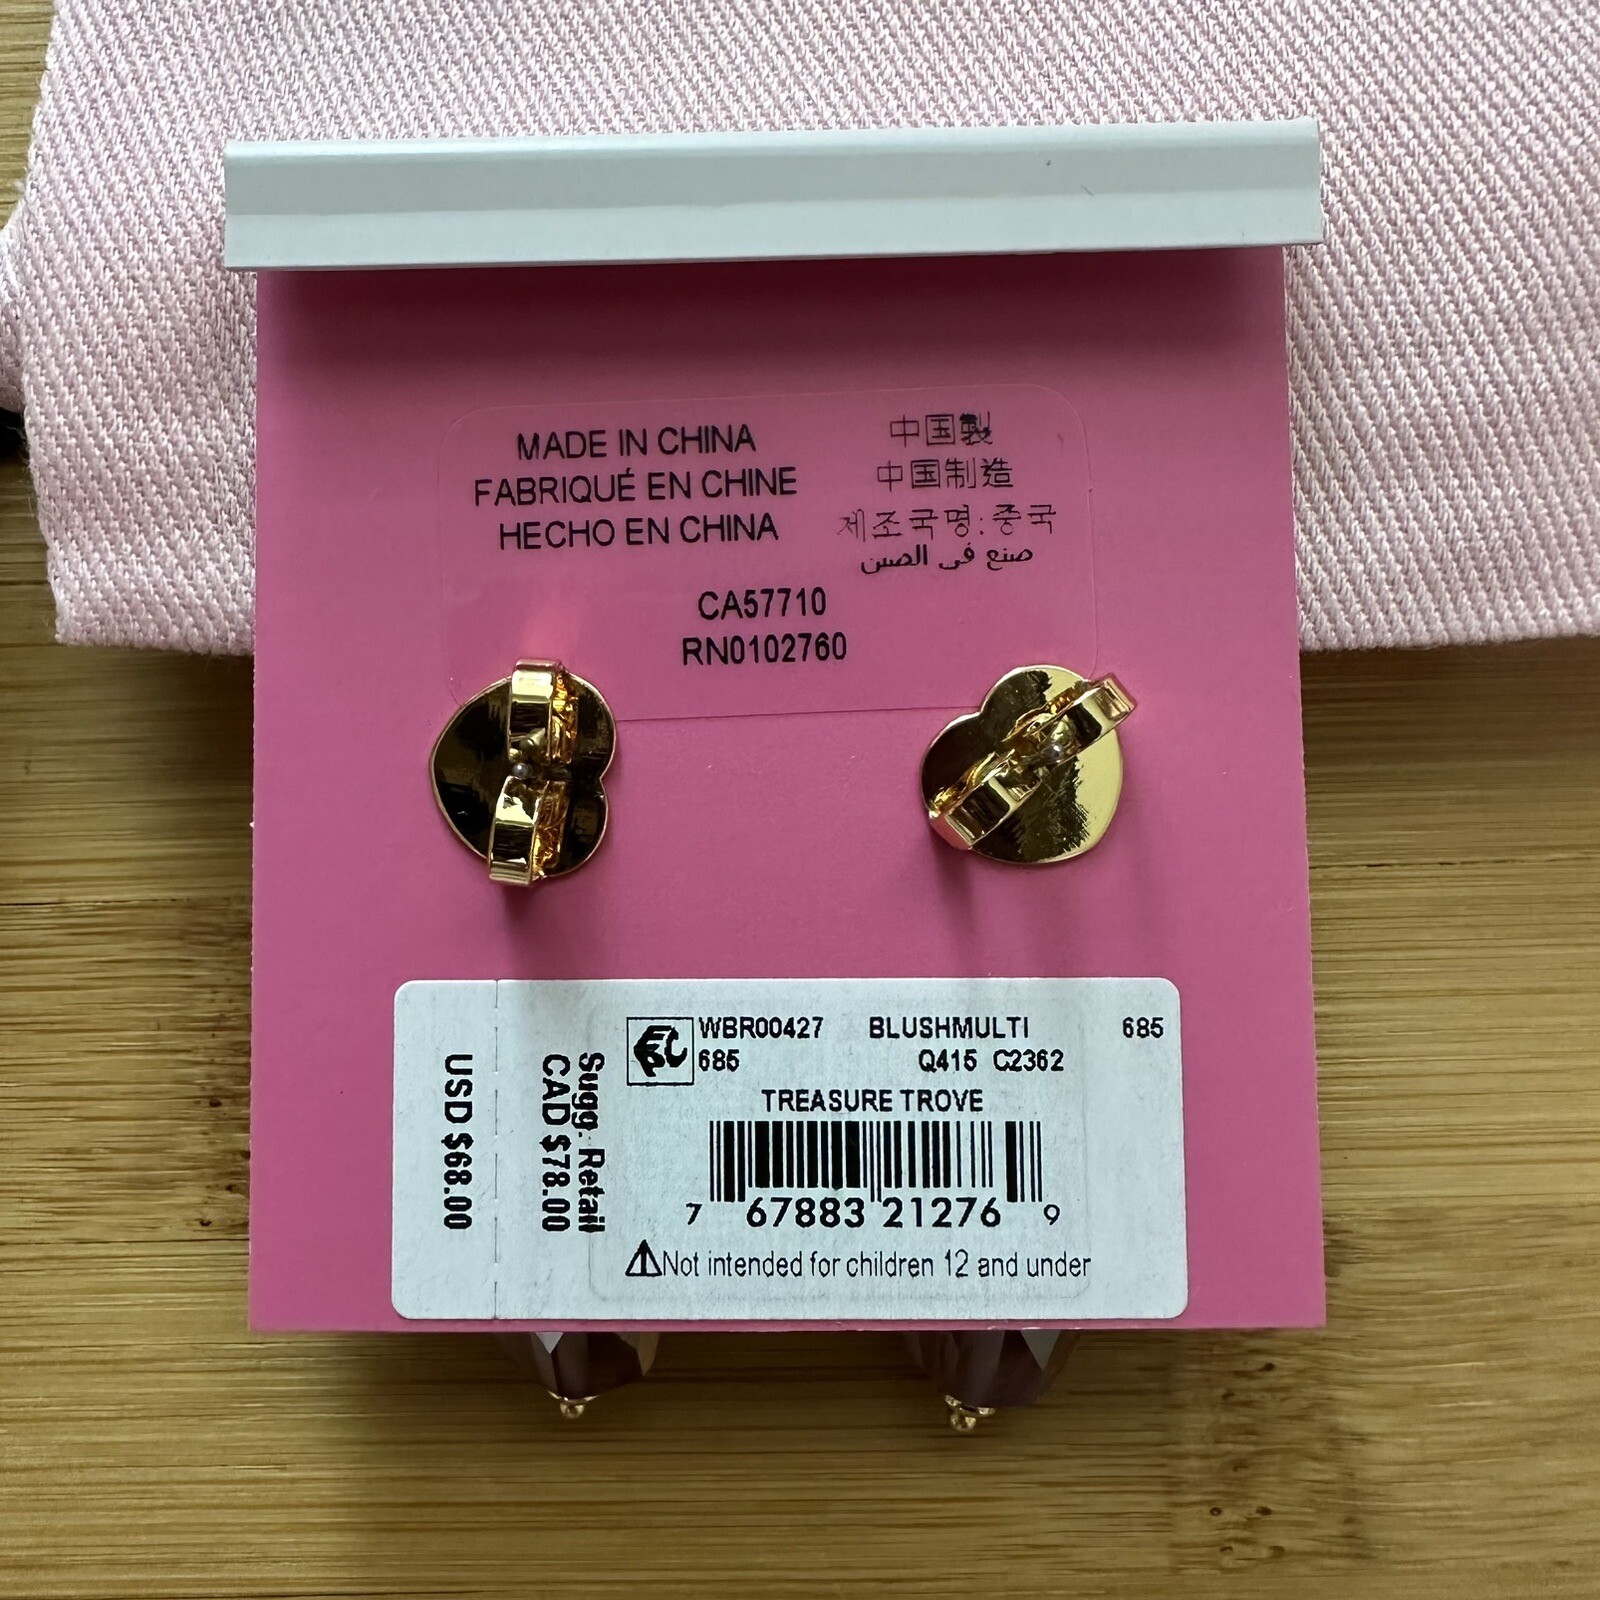 MADE IN CHINA
FABRIQUÉ EN CHINE
HECHO EN CHINA
中国製
中国制造
제조국명:중국
صنع في الصين
CA57710
RN0102760
WBR00427 BLUSHMULTI 685
685 Q415 C2362
TREASURE TROVE
7 67883 21276 9
⚠Not intended for children 12 and under
Sugg. Retail
CAD $78.00
USD $68.00